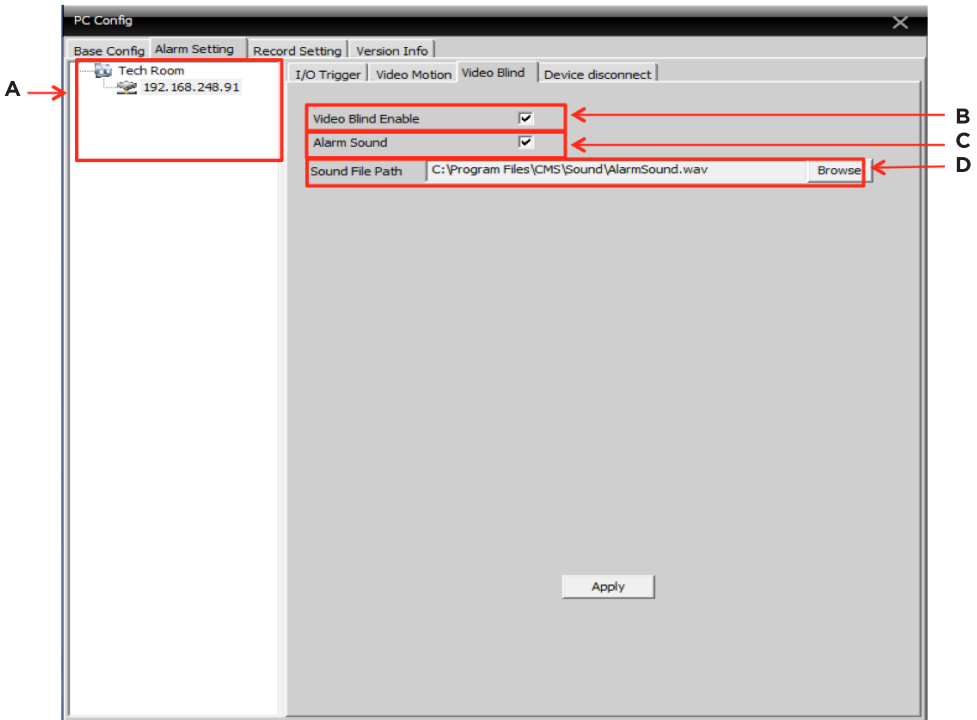 PC Config
Base Config Alarm Setting Record Setting Version Info
Tech Room
192.168.248.91
I/O Trigger Video Motion Video Blind Device disconnect
A
Video Blind Enable
B
Alarm Sound
C
Sound File Path C:\Program Files\CMS\Sound\AlarmSound.wav Browse
D
Apply